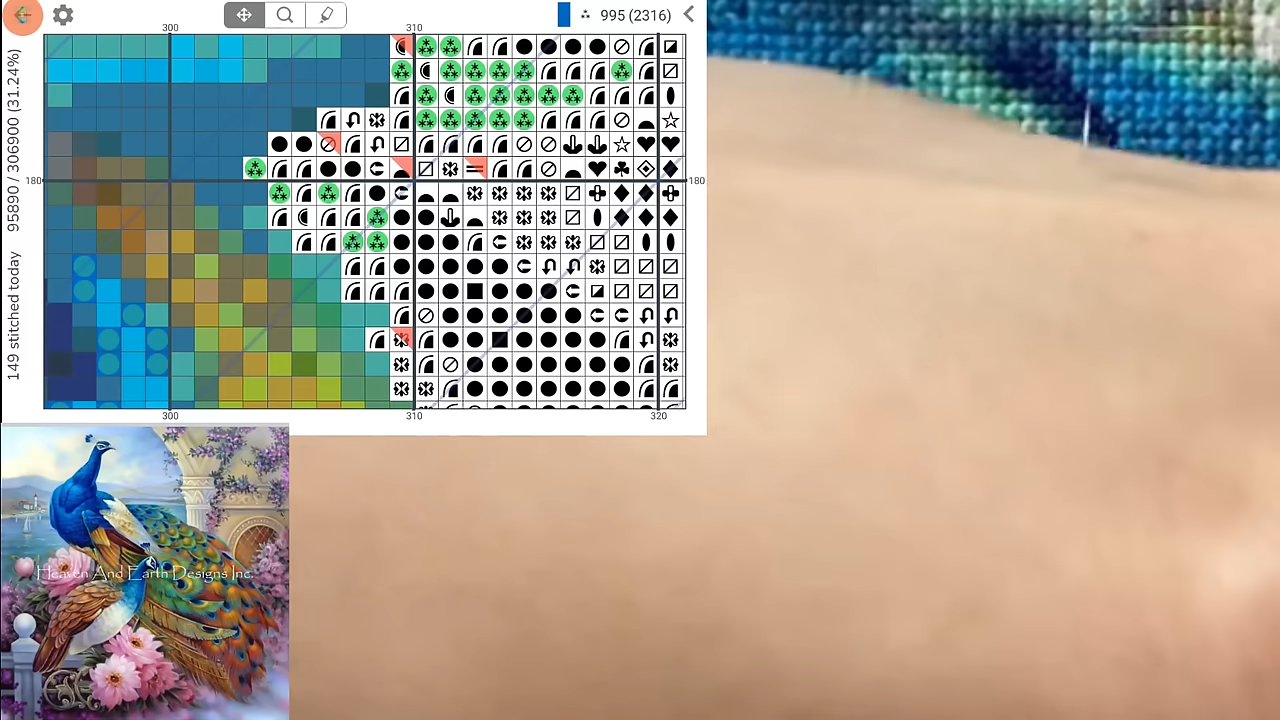 995 (2316)
300 310
180 180
149 stitched today 95890 / 306900 (31.24%)
300 310 320
Heaven And Earth Designs Inc.